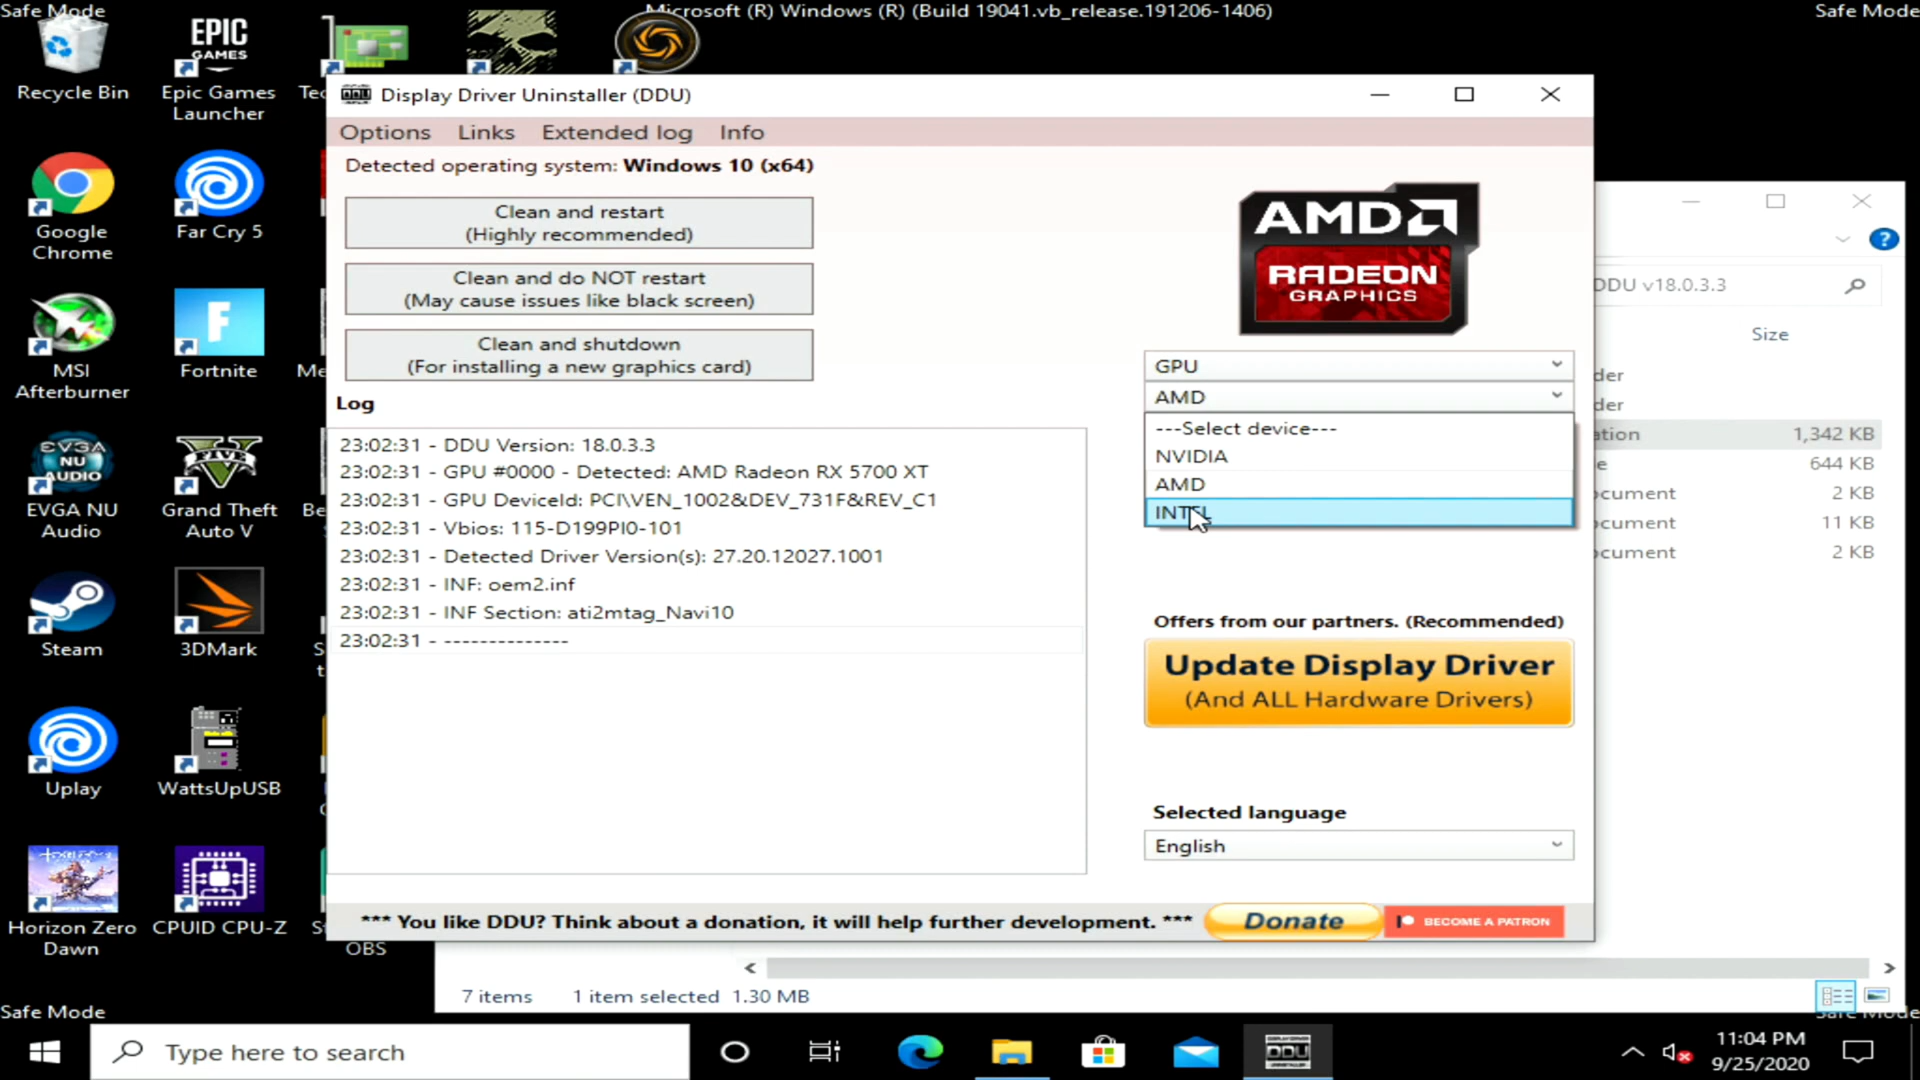 Safe Mode
Microsoft (R) Windows (R) (Build 19041.vb_release.191206-1406)
Safe Mode
Recycle Bin
EPIC
GAMES
Epic Games
Launcher
Google
Chrome
Far Cry 5
MSI
Afterburner
F
Fortnite
EVGA
NU
AUDIO
EVGA NU
Audio
Grand Theft
Auto V
Steam
3DMark
Uplay
WattsUpUSB
Horizon Zero
Dawn
CPUID CPU-Z
OBS
Display Driver Uninstaller (DDU)
Options
Links
Extended log
Info
Detected operating system: Windows 10 (x64)
Clean and restart
(Highly recommended)
Clean and do NOT restart
(May cause issues like black screen)
Clean and shutdown
(For installing a new graphics card)
Log
23:02:31 - DDU Version: 18.0.3.3
23:02:31 - GPU #0000 - Detected: AMD Radeon RX 5700 XT
23:02:31 - GPU DeviceId: PCI\VEN_1002&DEV_731F&REV_C1
23:02:31 - Vbios: 115-D199PI0-101
23:02:31 - Detected Driver Version(s): 27.20.12027.1001
23:02:31 - INF: oem2.inf
23:02:31 - INF Section: ati2mtag_Navi10
23:02:31 - --------------
AMD
RADEON
GRAPHICS
GPU
AMD
---Select device---
NVIDIA
AMD
INTEL
Offers from our partners. (Recommended)
Update Display Driver
(And ALL Hardware Drivers)
Selected language
English
*** You like DDU? Think about a donation, it will help further development. ***
Donate
BECOME A PATRON
DDU v18.0.3.3
Size
1,342 KB
644 KB
2 KB
11 KB
2 KB
7 items
1 item selected 1.30 MB
Safe Mode
Type here to search
DDU
11:04 PM
9/25/2020